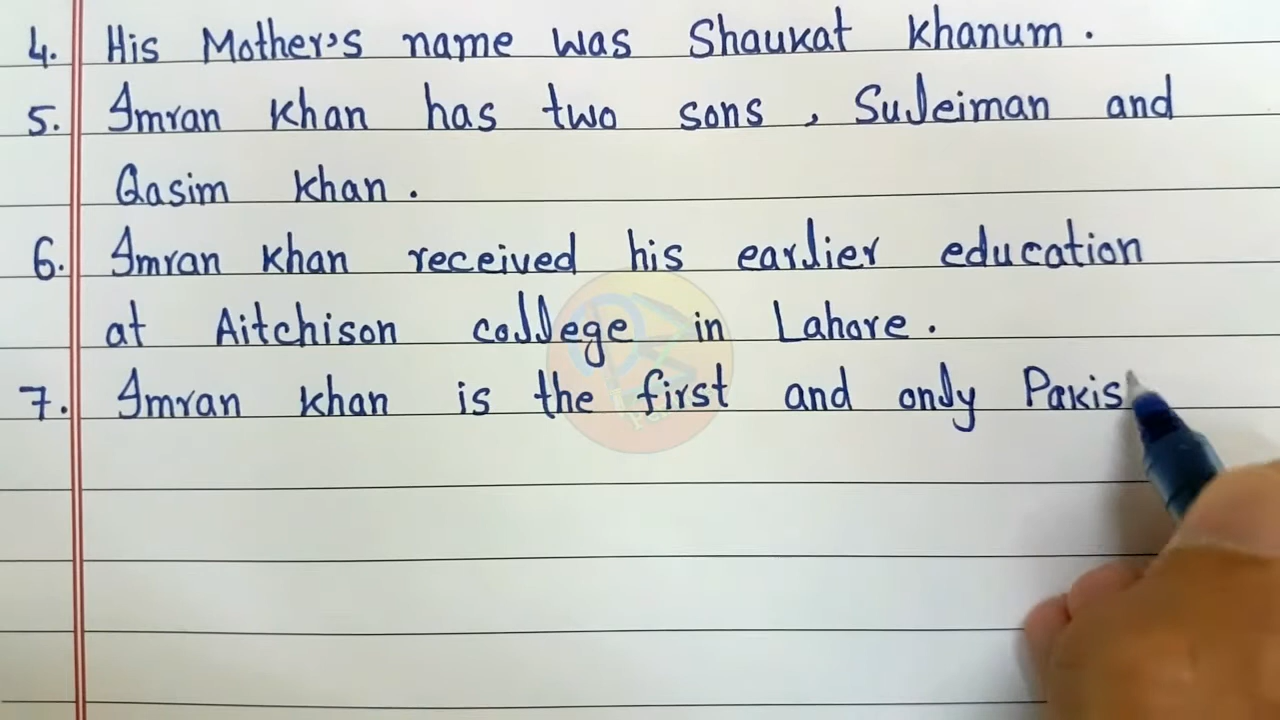 4. His Mother's name was Shaukat Khanum.
5. Imran Khan has two sons, Suleiman and
Qasim Khan.
6. Imran Khan received his earlier education
at Aitchison college in Lahore.
7. Imran Khan is the first and only Pakis